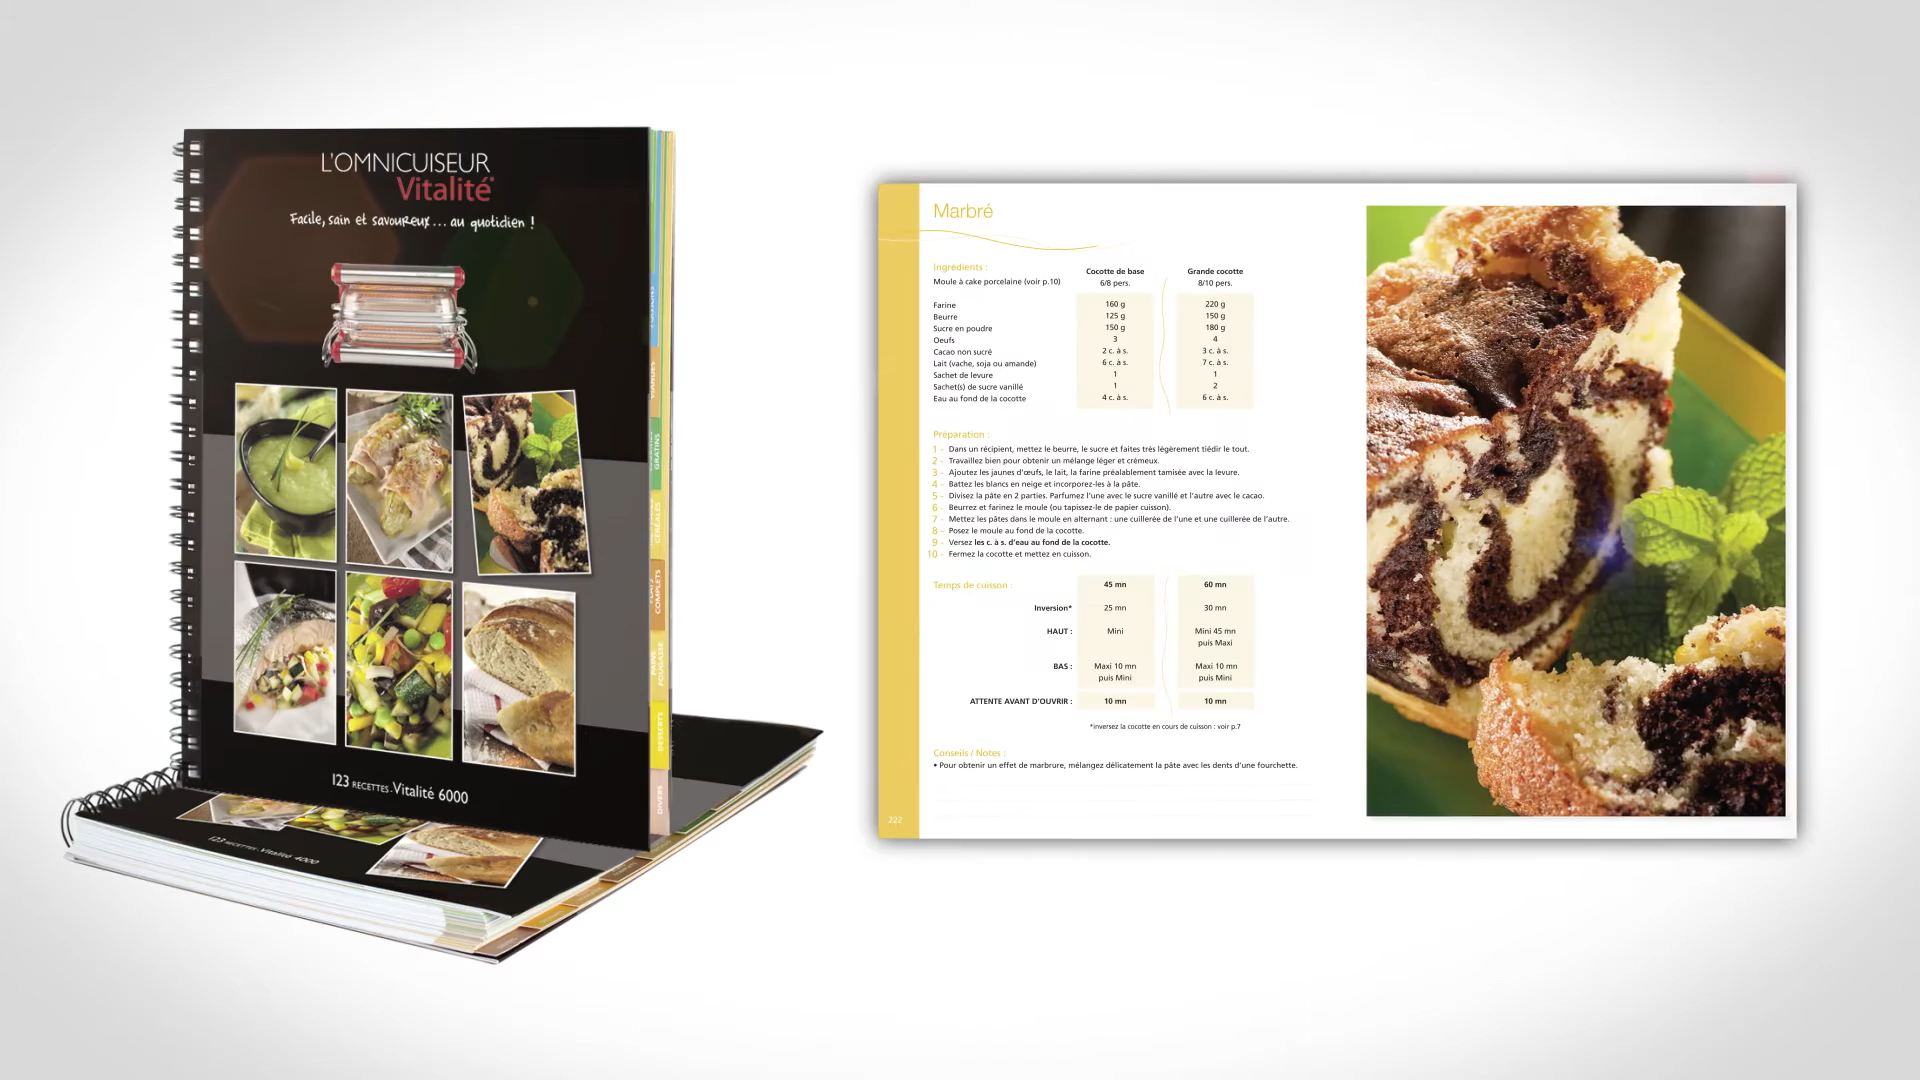 L'OMNICUISEUR
Vitalité®
Facile, sain et savoureux... au quotidien !
GRATINS
CÉRÉALES
COMPLETS
DESSERTS
DIVERS
123 RECETTES - Vitalité 6000
123 RECETTES - Vitalité 4000
Marbré
Ingrédients :
Moule à cake porcelaine (voir p.10)
Cocotte de base Grande cocotte
6/8 pers. 8/10 pers.
Farine 160 g 220 g
Beurre 125 g 150 g
Sucre en poudre 150 g 180 g
Oeufs 3 4
Cacao non sucré 2 c. à s. 3 c. à s.
Lait (vache, soja ou amande) 6 c. à s. 7 c. à s.
Sachet de levure 1 1
Sachet(s) de sucre vanillé 1 2
Eau au fond de la cocotte 4 c. à s. 6 c. à s.
Préparation :
1 - Dans un récipient, mettez le beurre, le sucre et faites très légèrement tiédir le tout.
2 - Travaillez bien pour obtenir un mélange léger et crémeux.
3 - Ajoutez les jaunes d'œufs, le lait, la farine préalablement tamisée avec la levure.
4 - Battez les blancs en neige et incorporez-les à la pâte.
5 - Divisez la pâte en 2 parties. Parfumez l'une avec le sucre vanillé et l'autre avec le cacao.
6 - Beurrez et farinez le moule (ou tapissez-le de papier cuisson).
7 - Mettez les pâtes dans le moule en alternant : une cuillerée de l'une et une cuillerée de l'autre.
8 - Posez le moule au fond de la cocotte.
9 - Versez les c. à s. d'eau au fond de la cocotte.
10 - Fermez la cocotte et mettez en cuisson.
Temps de cuisson : 45 mn 60 mn
Inversion* 25 mn 30 mn
HAUT : Mini Mini 45 mn
puis Maxi
BAS : Maxi 10 mn Maxi 10 mn
puis Mini puis Mini
ATTENTE AVANT D'OUVRIR : 10 mn 10 mn
*inversez la cocotte en cours de cuisson : voir p.7
Conseils / Notes :
• Pour obtenir un effet de marbrure, mélangez délicatement la pâte avec les dents d'une fourchette.
222